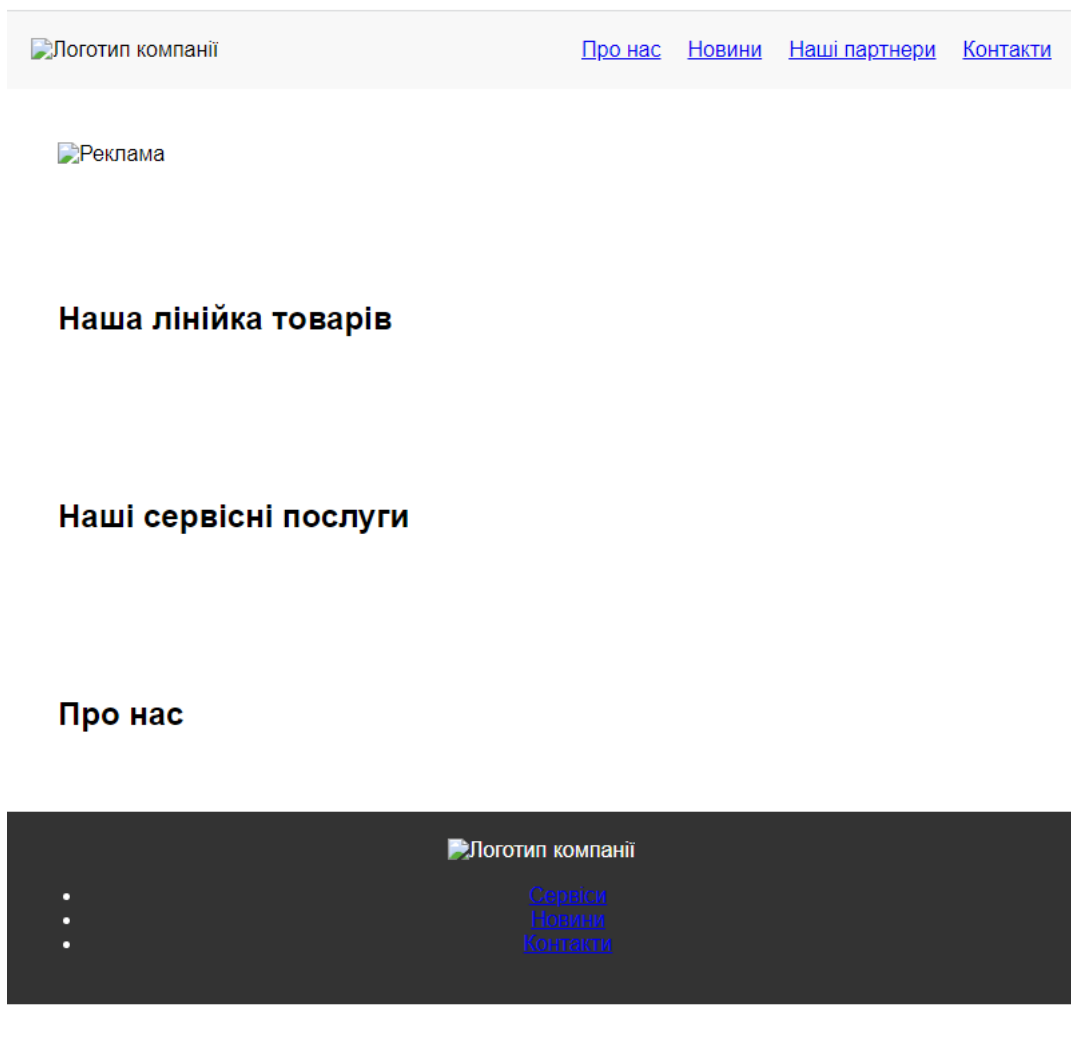 Логотип компанії
Про нас Новини Наші партнери Контакти
Реклама
Наша лінійка товарів
Наші сервісні послуги
Про нас
Логотип компанії
Сервіси
Новини
Контакти